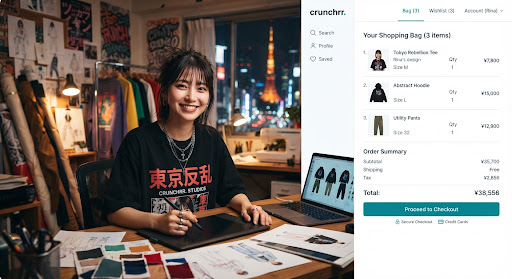 東京反乱
CRUNCHRR. STUDIOS
crunchrr.
Search
Profile
Saved
Bag (3)
Wishlist (3)
Account (Rina)
Your Shopping Bag (3 items)
1.
Tokyo Rebellion Tee
Rina's design
Size M
Qty
1
¥7,800
2.
Abstract Hoodie
Size L
Qty
1
¥15,000
3.
Utility Pants
Size 32
Qty
1
¥12,900
Order Summary
Subtotal ¥35,700
Shipping Free
Tax ¥2,856
Total: ¥38,556
Proceed to Checkout
Secure Checkout
Credit Cards